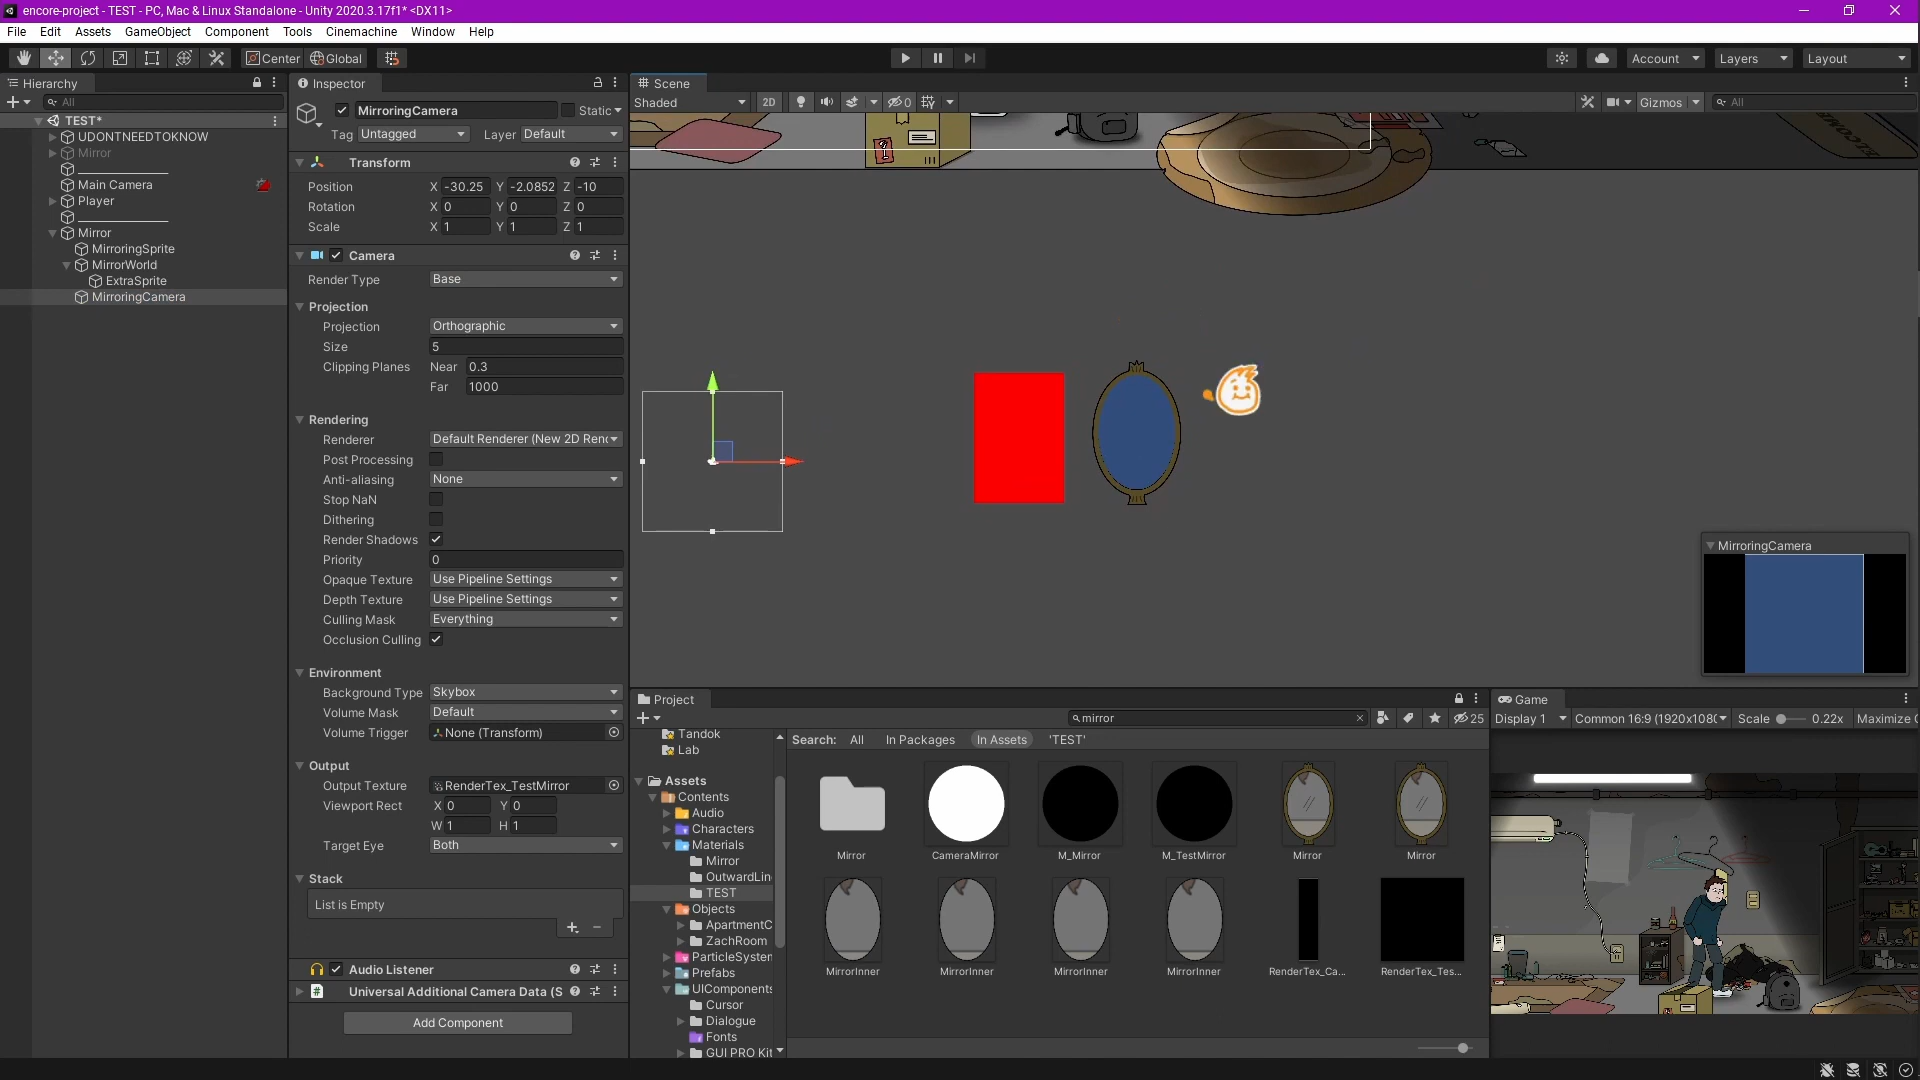 encore-project - TEST - PC, Mac & Linux Standalone - Unity 2020.3.17f1* <DX11>
File Edit Assets GameObject Component Tools Cinemachine Window Help
Center Global Account Layers Layout
Hierarchy
All
TEST*
UDONTNEEDTOKNOW
Mirror
______________
Main Camera
Player
______________
Mirror
MirroringSprite
MirrorWorld
ExtraSprite
MirroringCamera
Inspector
MirroringCamera Static
Tag Untagged Layer Default
Transform
Position X -30.25 Y -2.0852 Z -10
Rotation X 0 Y 0 Z 0
Scale X 1 Y 1 Z 1
Camera
Render Type Base
Projection
Projection Orthographic
Size 5
Clipping Planes Near 0.3
Far 1000
Rendering
Renderer Default Renderer (New 2D Rend
Post Processing
Anti-aliasing None
Stop NaN
Dithering
Render Shadows
Priority 0
Opaque Texture Use Pipeline Settings
Depth Texture Use Pipeline Settings
Culling Mask Everything
Occlusion Culling
Environment
Background Type Skybox
Volume Mask Default
Volume Trigger None (Transform)
Output
Output Texture RenderTex_TestMirror
Viewport Rect X 0 Y 0
W 1 H 1
Target Eye Both
Stack
List is Empty
Audio Listener
Universal Additional Camera Data (S
Add Component
Scene
Shaded 2D 0 Gizmos All
MirroringCamera
Project
mirror 25
Search: All In Packages In Assets 'TEST'
Tandok
Lab
Assets
Contents
Audio
Characters
Materials
Mirror
OutwardLin
TEST
Objects
ApartmentC
ZachRoom
ParticleSystem
Prefabs
UIComponents
Cursor
Dialogue
Fonts
GUI PRO Kit
Mirror CameraMirror M_Mirror M_TestMirror Mirror Mirror
MirrorInner MirrorInner MirrorInner MirrorInner RenderTex_Ca... RenderTex_Tes...
Game
Display 1 Common 16:9 (1920x1080 Scale 0.22x Maximize